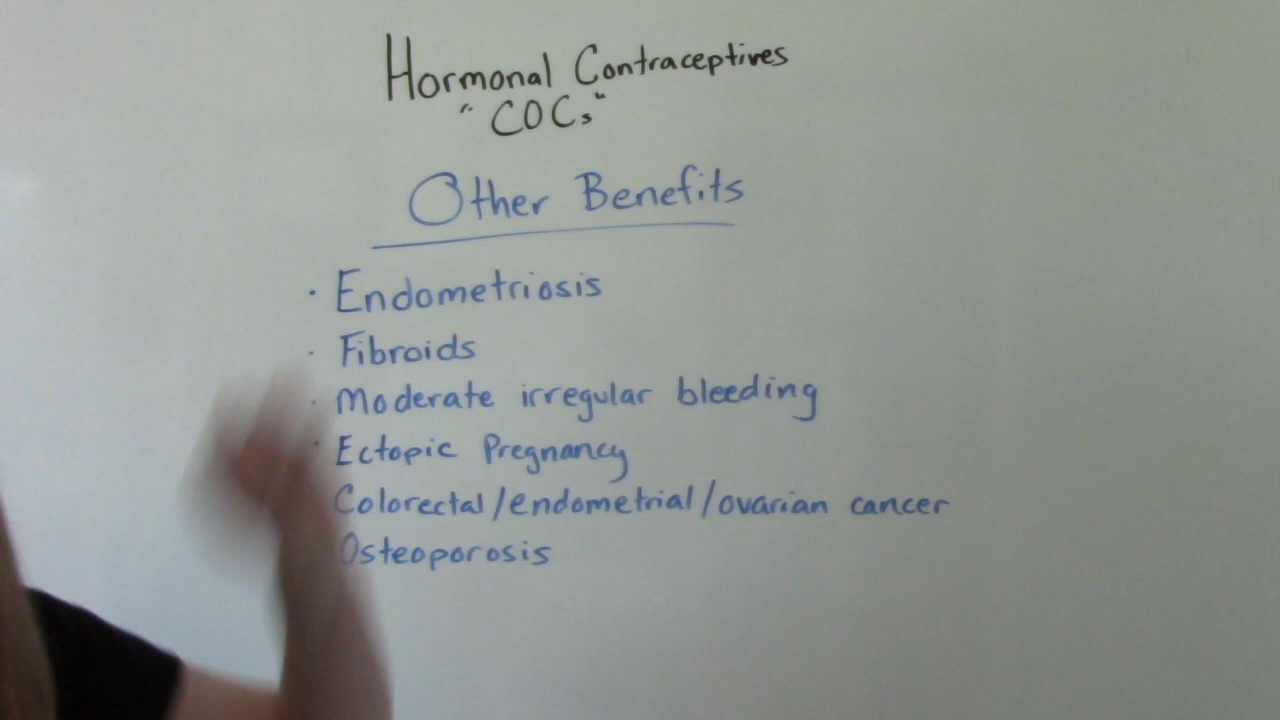 Hormonal Contraceptives
"COCs"
Other Benefits
· Endometriosis
· Fibroids
· Moderate irregular bleeding
· Ectopic Pregnancy
Colorectal/endometrial/ovarian cancer
Osteoporosis